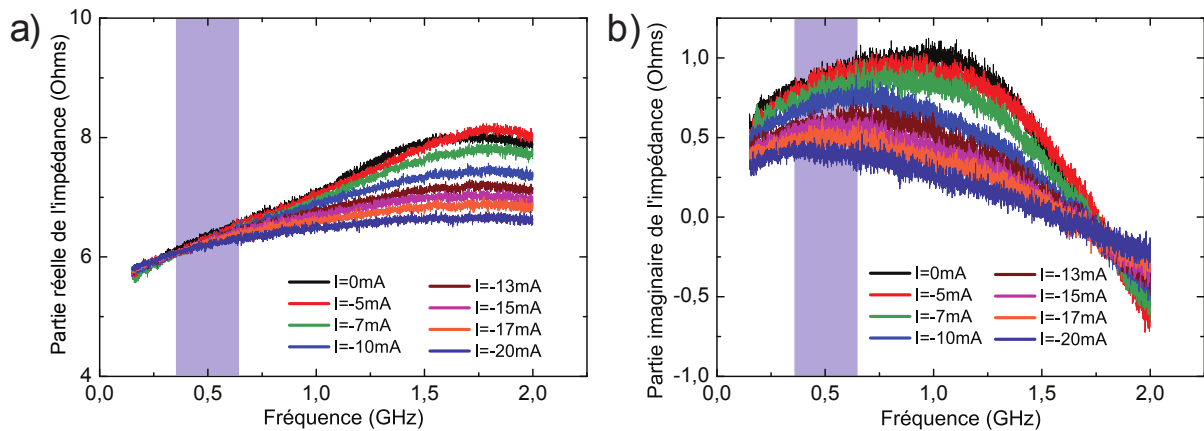 a)
Partie réelle de l'impédance (Ohms)
10
8
6
4
I=0mA
I=-5mA
I=-7mA
I=-10mA
I=-13mA
I=-15mA
I=-17mA
I=-20mA
0,0 0,5 1,0 1,5 2,0
Fréquence (GHz)
b)
Partie imaginaire de l'impédance (Ohms)
1,0
0,5
0,0
-0,5
-1,0
I=0mA
I=-5mA
I=-7mA
I=-10mA
I=-13mA
I=-15mA
I=-17mA
I=-20mA
0,0 0,5 1,0 1,5 2,0
Fréquence (GHz)